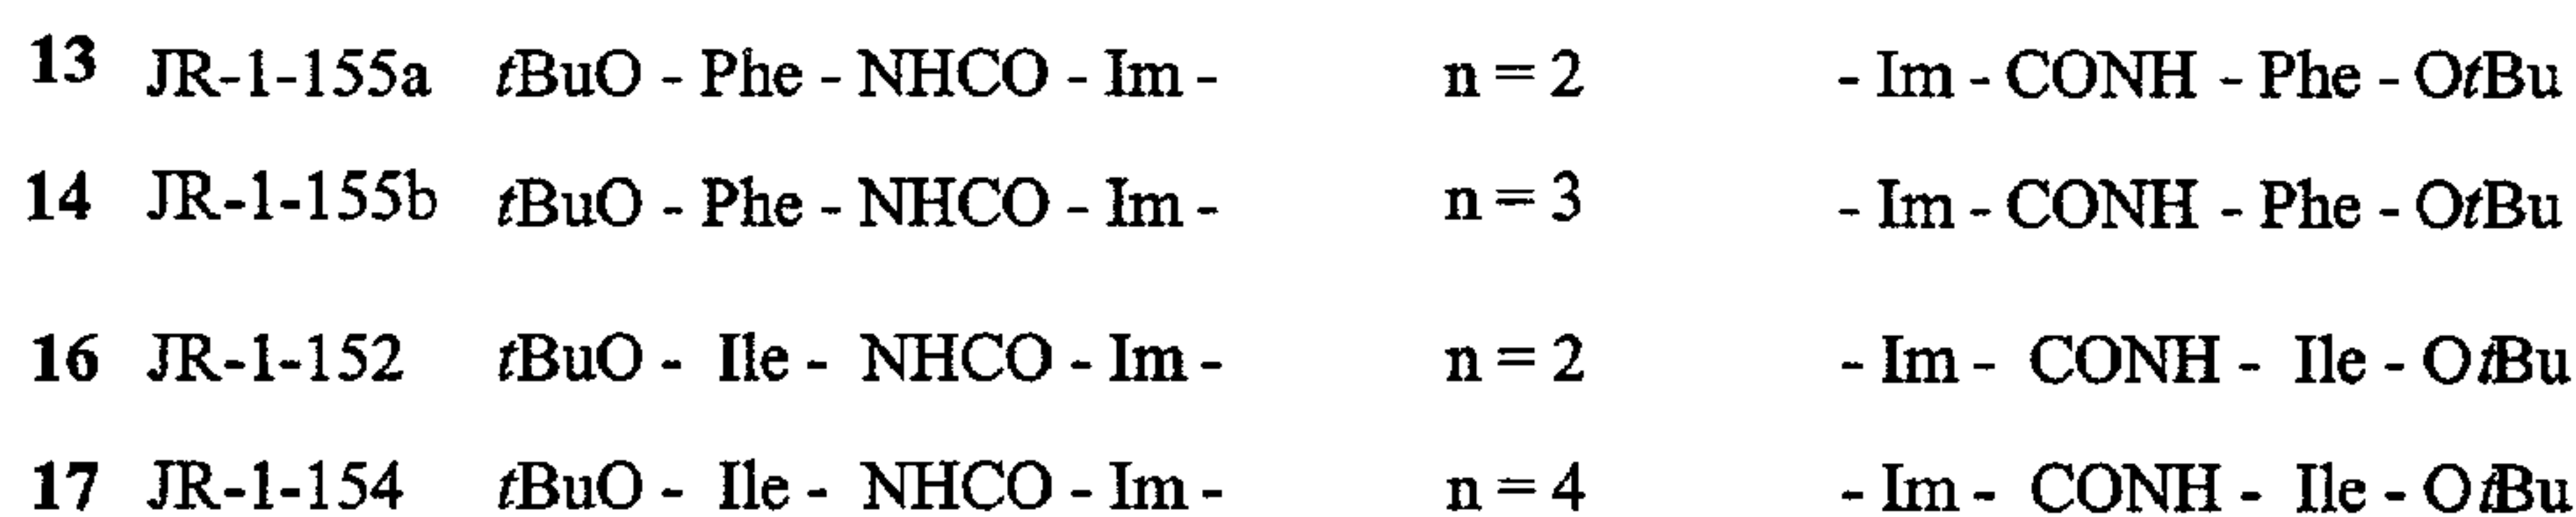 13 JR-1-155a tBuO - Phe - NHCO - Im - n = 2 - Im - CONH - Phe - OtBu
14 JR-1-155b tBuO - Phe - NHCO - Im - n = 3 - Im - CONH - Phe - OtBu
16 JR-1-152 tBuO - Ile - NHCO - Im - n = 2 - Im - CONH - Ile - OtBu
17 JR-1-154 tBuO - Ile - NHCO - Im - n = 4 - Im - CONH - Ile - OtBu